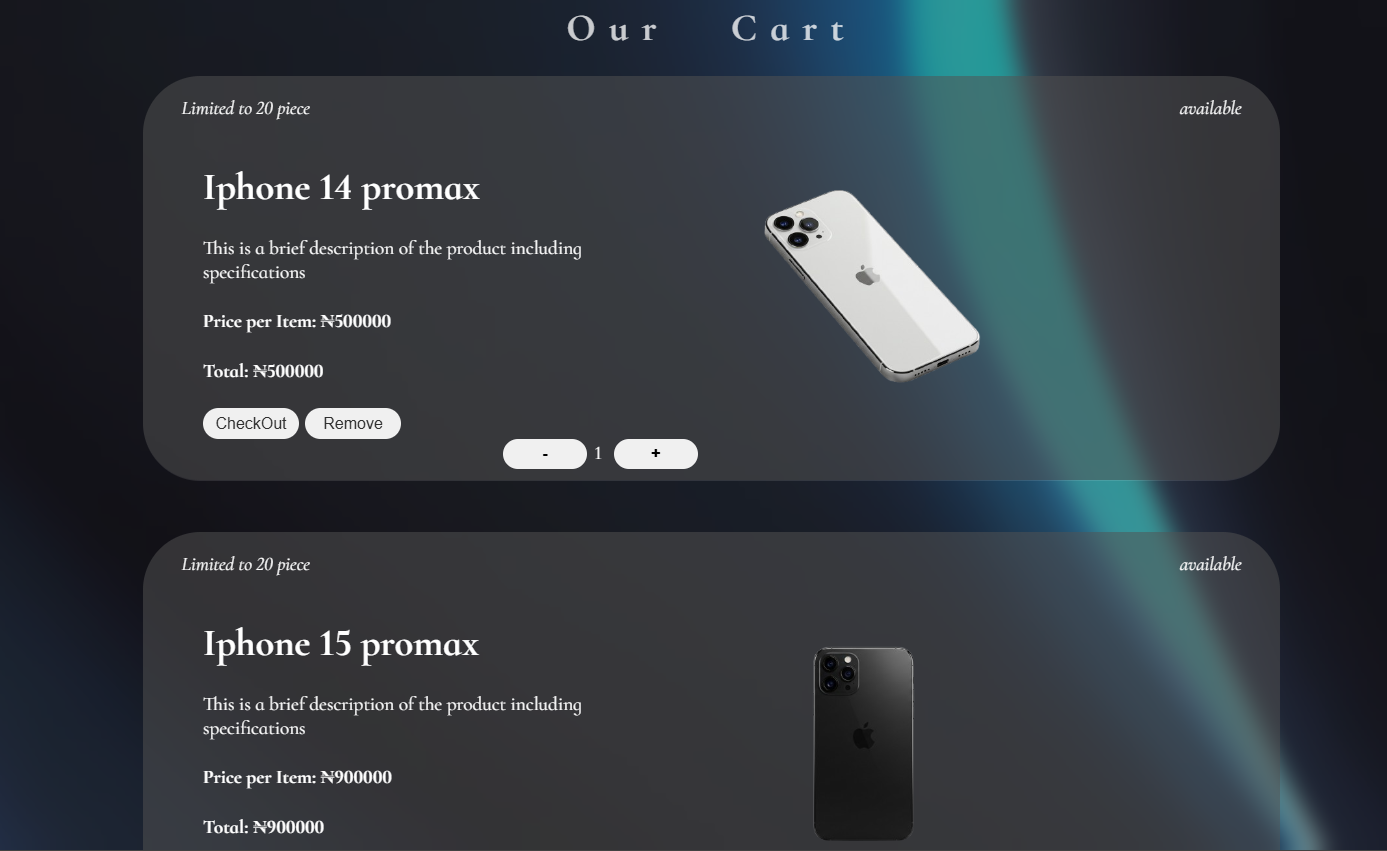 Our Cart
Limited to 20 piece
available
Iphone 14 promax
This is a brief description of the product including
specifications
Price per Item: ₦500000
Total: ₦500000
CheckOut
Remove
- 1 +
Limited to 20 piece
available
Iphone 15 promax
This is a brief description of the product including
specifications
Price per Item: ₦900000
Total: ₦900000